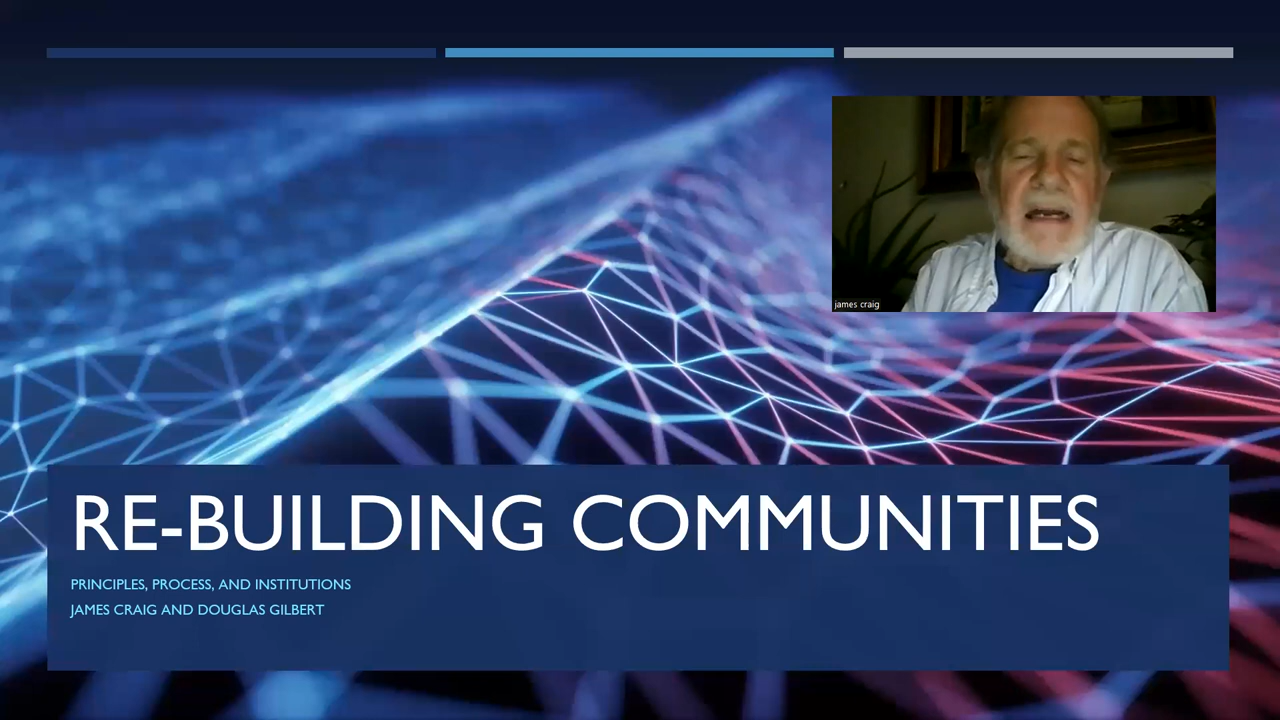 james craig
RE-BUILDING COMMUNITIES
PRINCIPLES, PROCESS, AND INSTITUTIONS
JAMES CRAIG AND DOUGLAS GILBERT